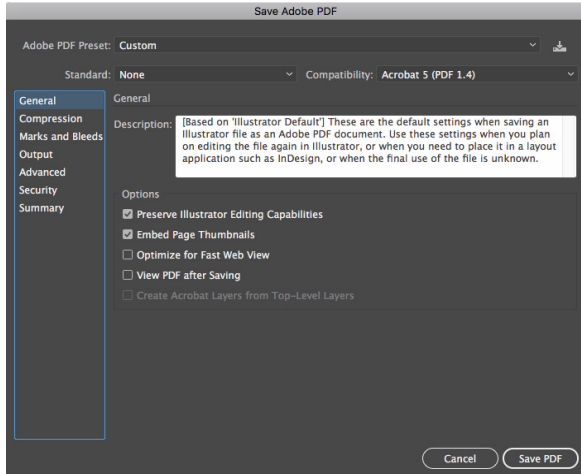 Save Adobe PDF
Adobe PDF Preset: Custom
Standard: None Compatibility: Acrobat 5 (PDF 1.4)
General
Compression
Marks and Bleeds
Output
Advanced
Security
Summary
General
Description: [Based on 'Illustrator Default'] These are the default settings when saving an
Illustrator file as an Adobe PDF document. Use these settings when you plan
on editing the file again in Illustrator, or when you need to place it in a layout
application such as InDesign, or when the final use of the file is unknown.
Options
Preserve Illustrator Editing Capabilities
Embed Page Thumbnails
Optimize for Fast Web View
View PDF after Saving
Create Acrobat Layers from Top-Level Layers
Cancel Save PDF